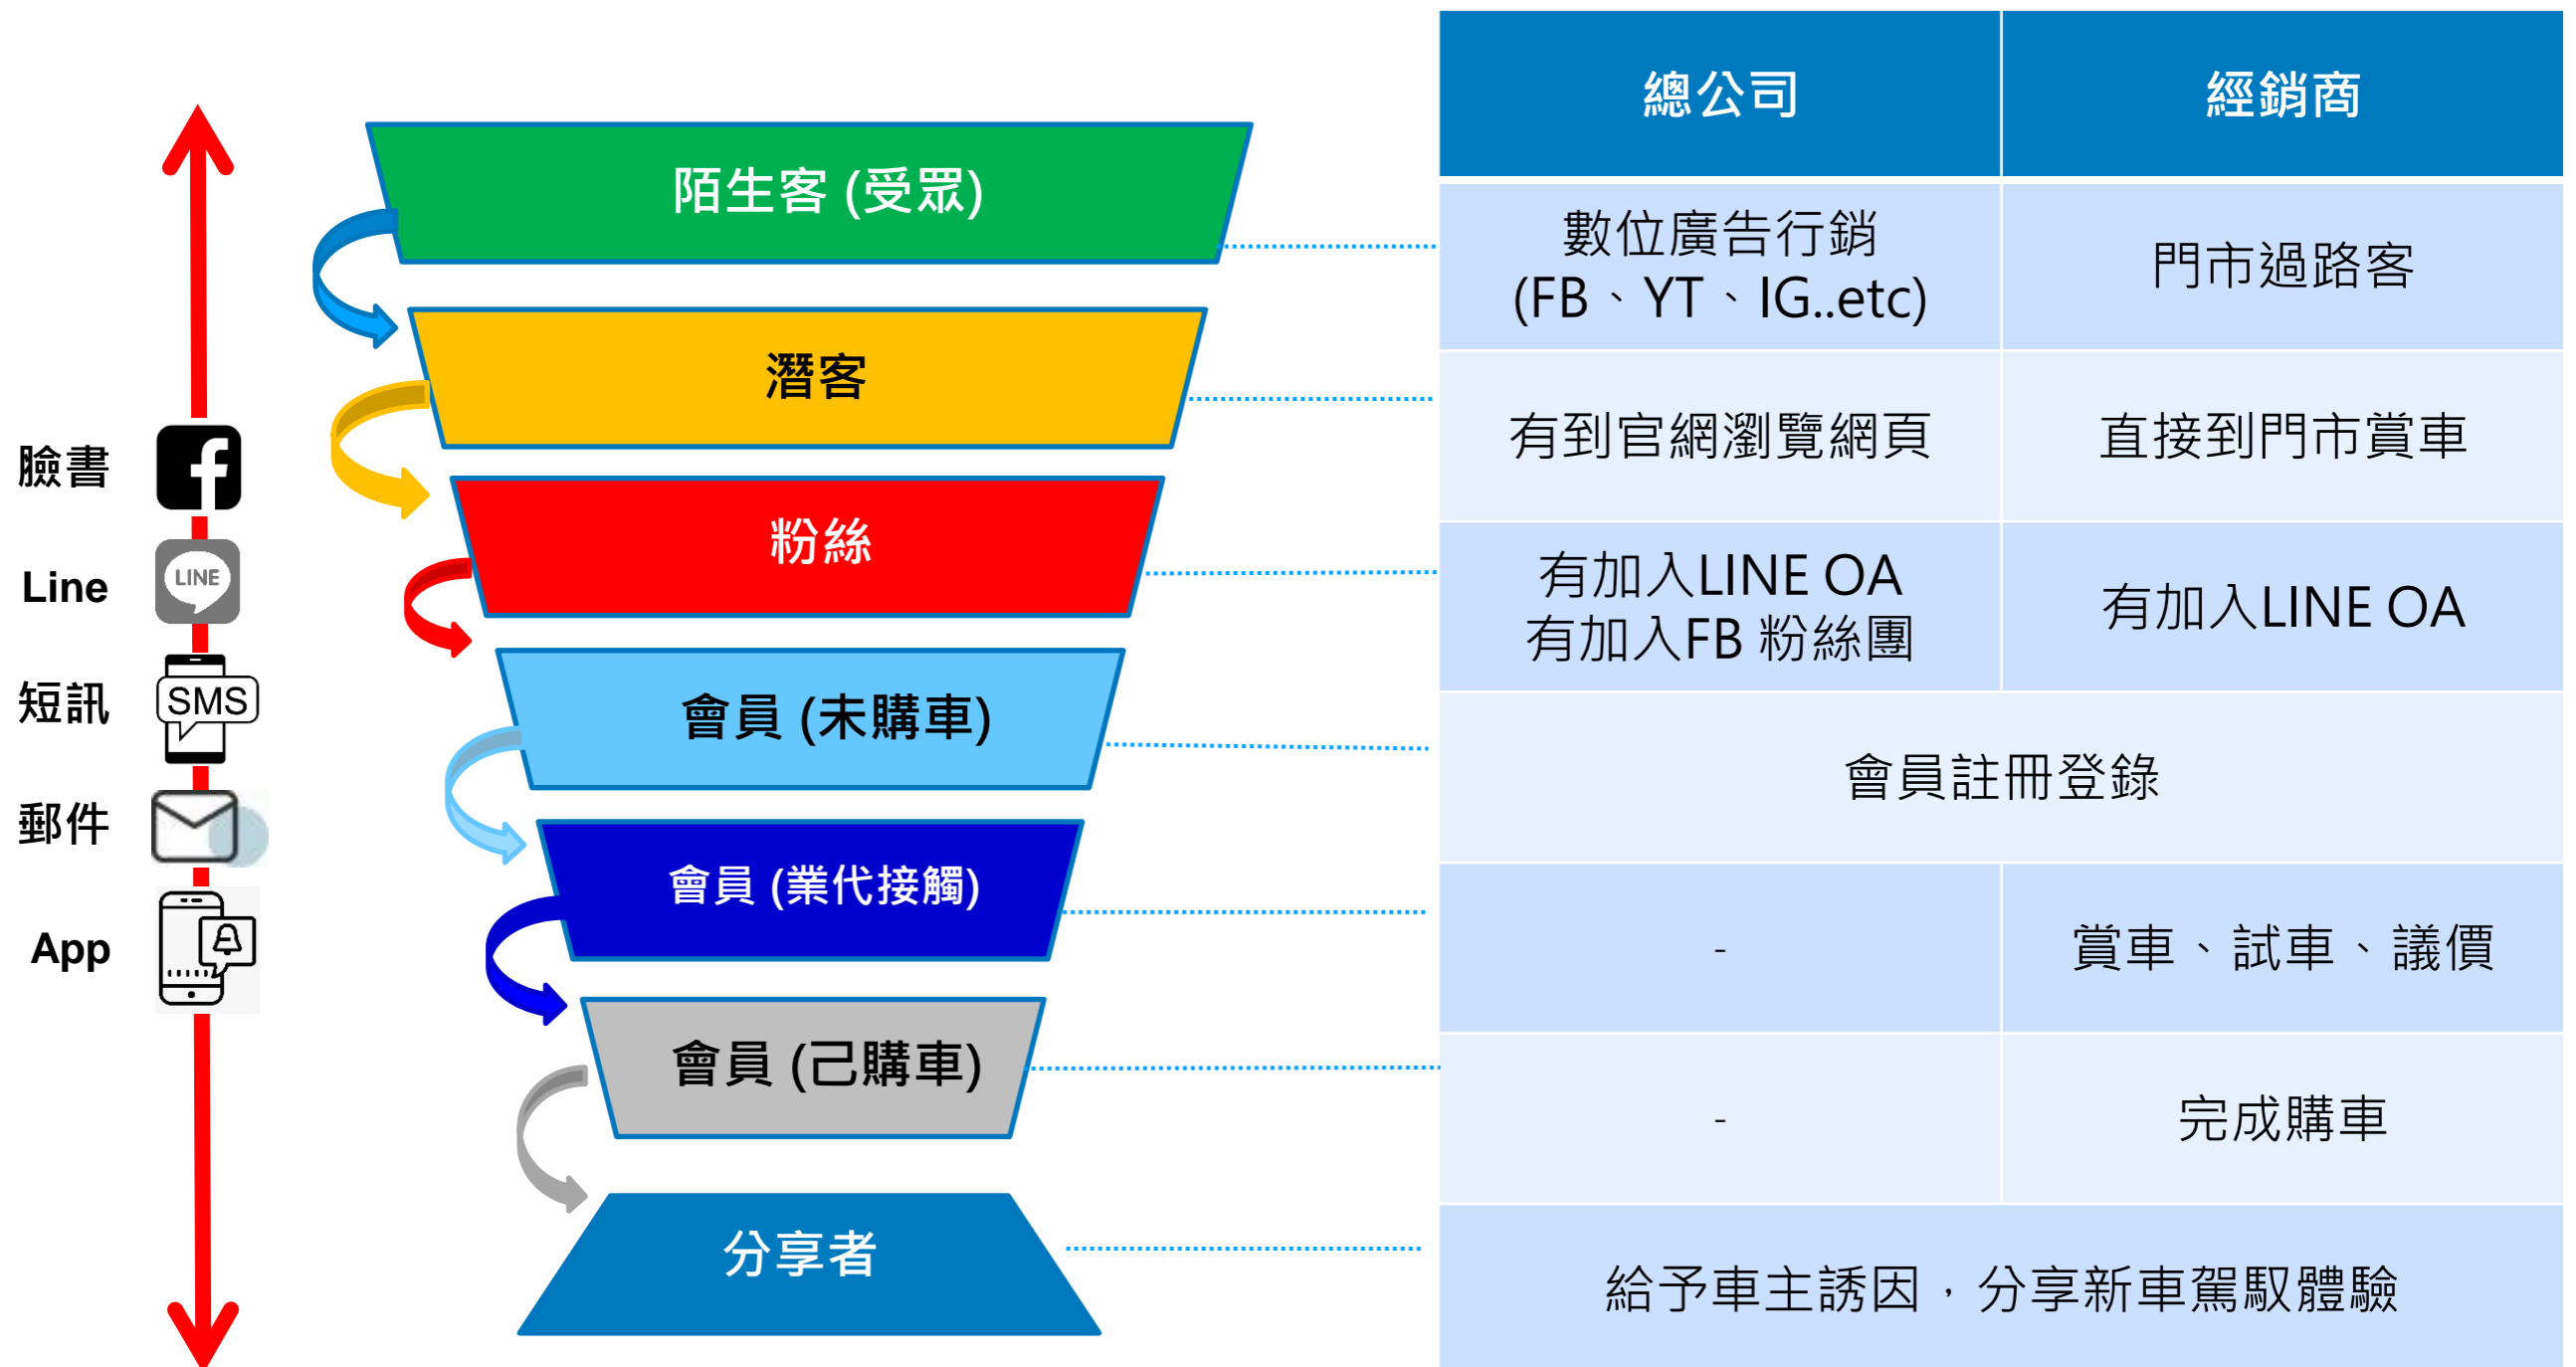 臉書
Line
LINE
短訊
SMS
郵件
App
陌生客 (受眾)
潛客
粉絲
會員 (未購車)
會員 (業代接觸)
會員 (己購車)
分享者
總公司
經銷商
數位廣告行銷
(FB、YT、IG..etc)
門市過路客
有到官網瀏覽網頁
直接到門市賞車
有加入LINE OA
有加入FB 粉絲團
有加入LINE OA
會員註冊登錄
-
賞車、試車、議價
-
完成購車
給予車主誘因，分享新車駕馭體驗